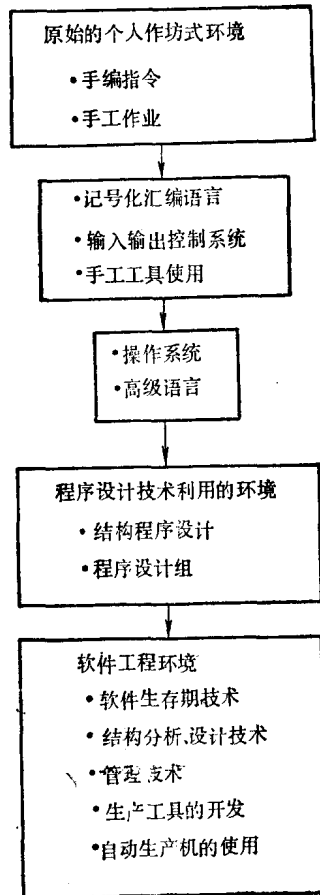 原始的个人作坊式环境
•手编指令
•手工作业
•记号化汇编语言
•输入输出控制系统
•手工工具使用
•操作系统
•高级语言
程序设计技术利用的环境
•结构程序设计
•程序设计组
软件工程环境
•软件生存期技术
•结构分析、设计技术
•管理技术
•生产工具的开发
•自动生产机的使用